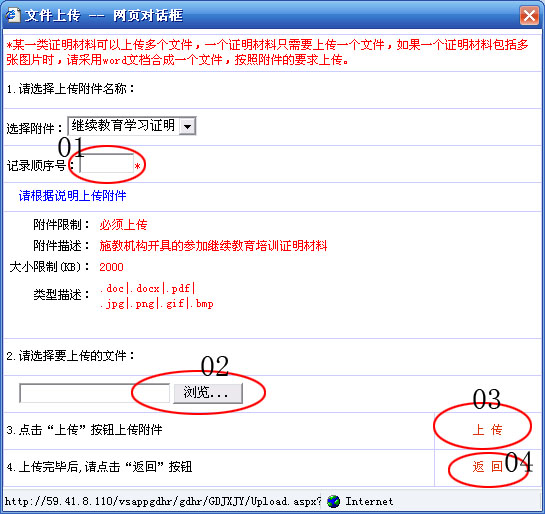 文件上传 -- 网页对话框
*某一类证明材料可以上传多个文件，一个证明材料只需要上传一个文件，如果一个证明材料包括多
张图片时，请采用word文档合成一个文件，按照附件的要求上传。
1.请选择上传附件名称：
选择附件：继续教育学习证明
01
记录顺序号：*
请根据说明上传附件
附件限制：必须上传
附件描述：施教机构开具的参加继续教育培训证明材料
大小限制(KB)：2000
类型描述：.doc|.docx|.pdf|
.jpg|.png|.gif|.bmp
2.请选择要上传的文件：
02
浏览...
03
3.点击“上传”按钮上传附件 上 传
4.上传完毕后,请点击“返回”按钮 返 回 04
http://59.41.8.110/vsappgdhr/gdhr/GDJXJY/Upload.aspx? Internet